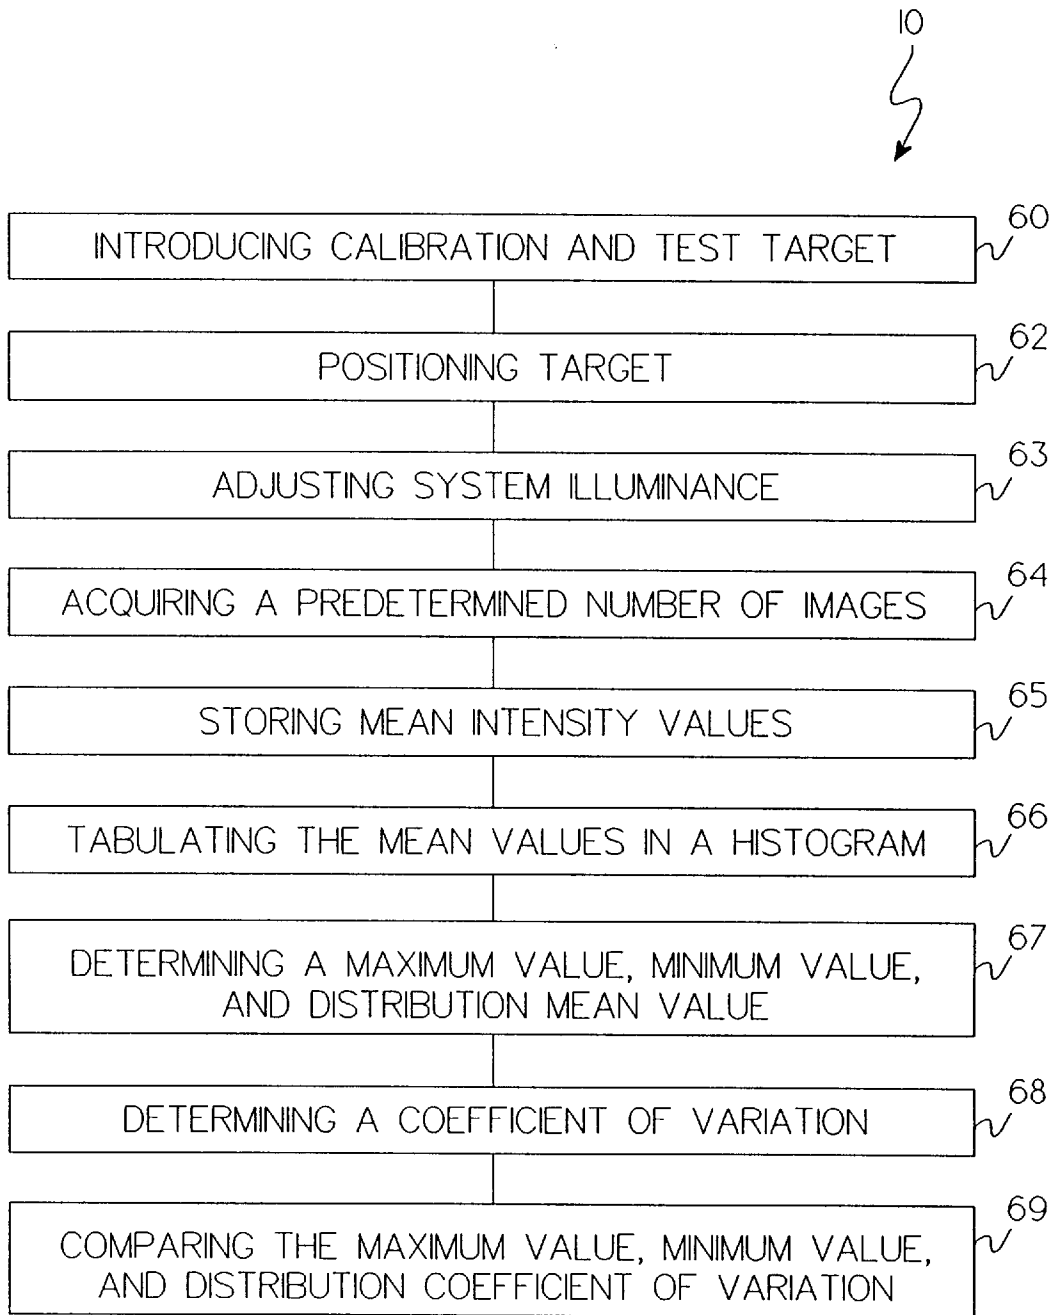 10
INTRODUCING CALIBRATION AND TEST TARGET
60
POSITIONING TARGET
62
ADJUSTING SYSTEM ILLUMINANCE
63
ACQUIRING A PREDETERMINED NUMBER OF IMAGES
64
STORING MEAN INTENSITY VALUES
65
TABULATING THE MEAN VALUES IN A HISTOGRAM
66
DETERMINING A MAXIMUM VALUE, MINIMUM VALUE,
AND DISTRIBUTION MEAN VALUE
67
DETERMINING A COEFFICIENT OF VARIATION
68
COMPARING THE MAXIMUM VALUE, MINIMUM VALUE,
AND DISTRIBUTION COEFFICIENT OF VARIATION
69